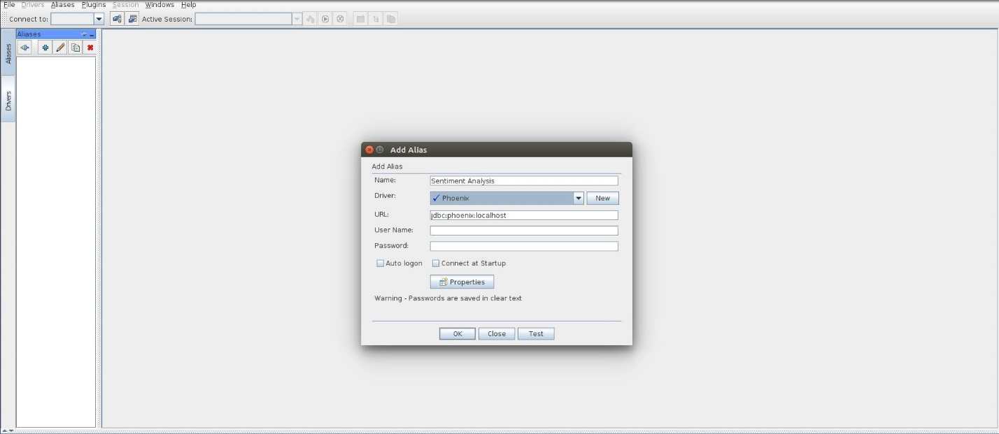 File Drivers Aliases Plugins Session Windows Help
Connect to: Active Session:
Aliases
Aliases
Drivers
Add Alias
Add Alias
Name: Sentiment Analysis
Driver: Phoenix New
URL: jdbc:phoenix:localhost
User Name:
Password:
Auto logon Connect at Startup
Properties
Warning - Passwords are saved in clear text
OK Close Test